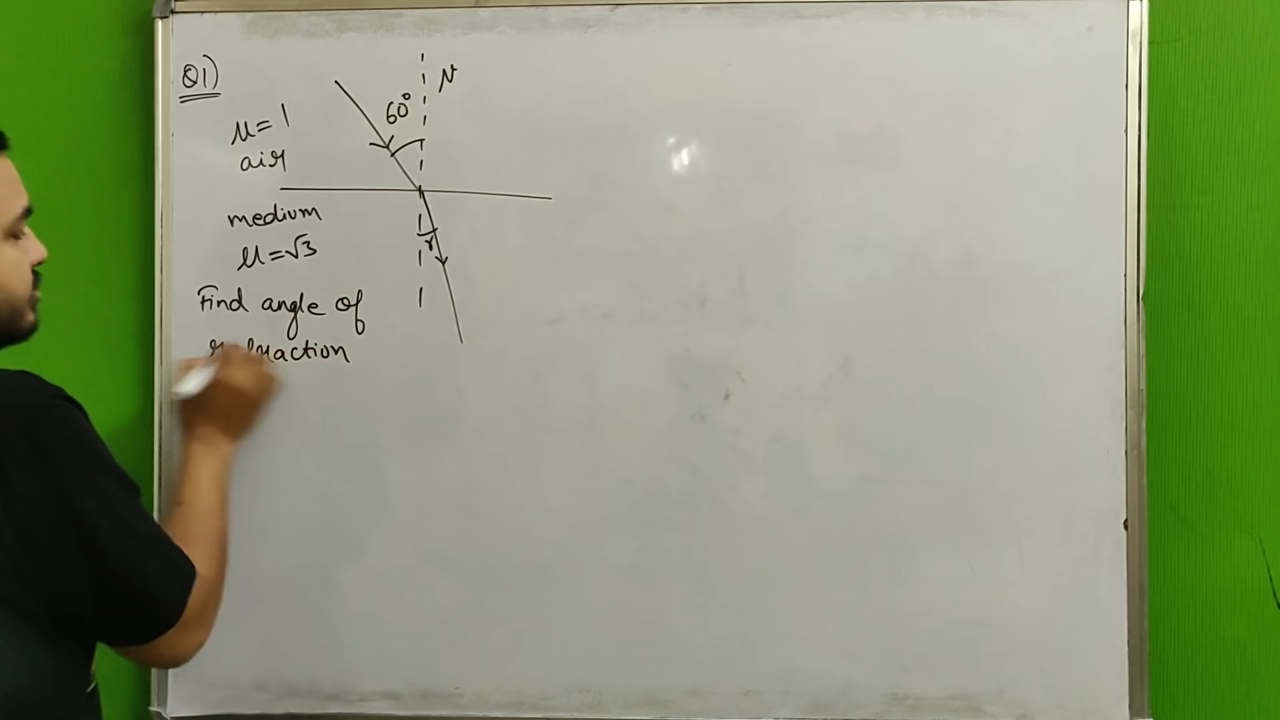 Q1)
N
60°
μ=1
air
medium
μ=√3
r
Find angle of
refraction